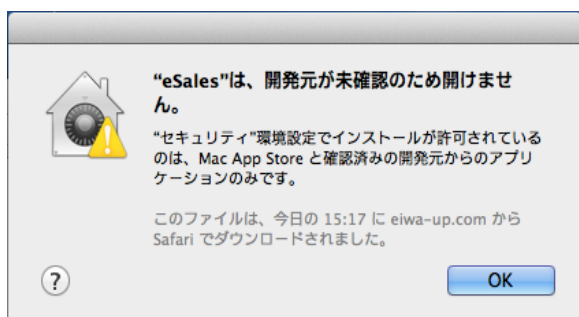 “eSales”は、開発元が未確認のため開けませ
ん。
“セキュリティ”環境設定でインストールが許可されている
のは、Mac App Store と確認済みの開発元からのアプリ
ケーションのみです。
このファイルは、今日の 15:17 に eiwa-up.com から
Safari でダウンロードされました。
?
OK